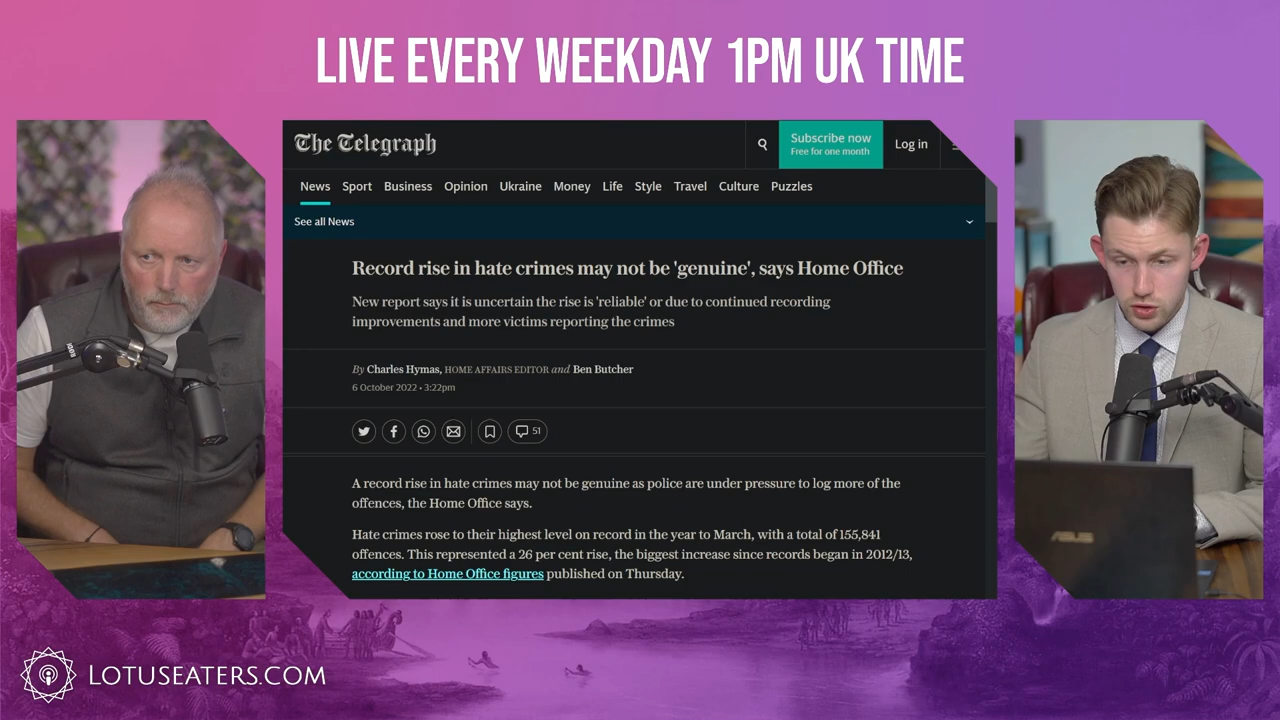 LIVE EVERY WEEKDAY 1PM UK TIME
The Telegraph
Subscribe now
Free for one month
Log in
News Sport Business Opinion Ukraine Money Life Style Travel Culture Puzzles
See all News
Record rise in hate crimes may not be 'genuine', says Home Office
New report says it is uncertain the rise is 'reliable' or due to continued recording
improvements and more victims reporting the crimes
By Charles Hymas, HOME AFFAIRS EDITOR and Ben Butcher
6 October 2022 • 3:22pm
51
A record rise in hate crimes may not be genuine as police are under pressure to log more of the
offences, the Home Office says.
Hate crimes rose to their highest level on record in the year to March, with a total of 155,841
offences. This represented a 26 per cent rise, the biggest increase since records began in 2012/13,
according to Home Office figures published on Thursday.
RØDE
ASUS
LOTUSEATERS.COM